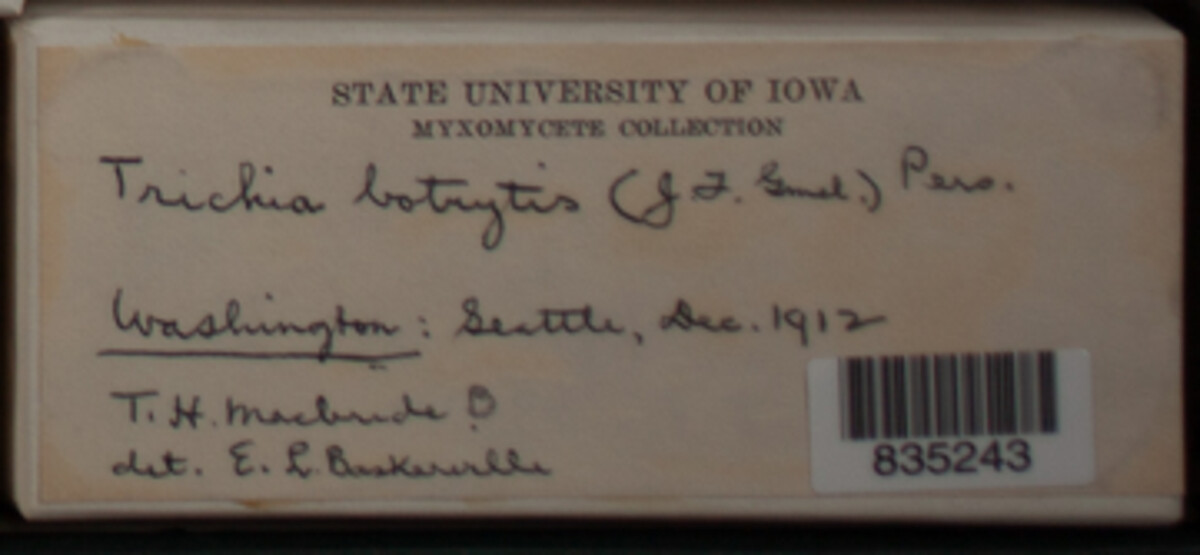 STATE UNIVERSITY OF IOWA
MYXOMYCETE COLLECTION
Trichia botrytis (J. F. Gmel.) Pers.
Washington: Seattle, Dec. 1912
T. H. Macbride
det. E. L. Baskerville
835243